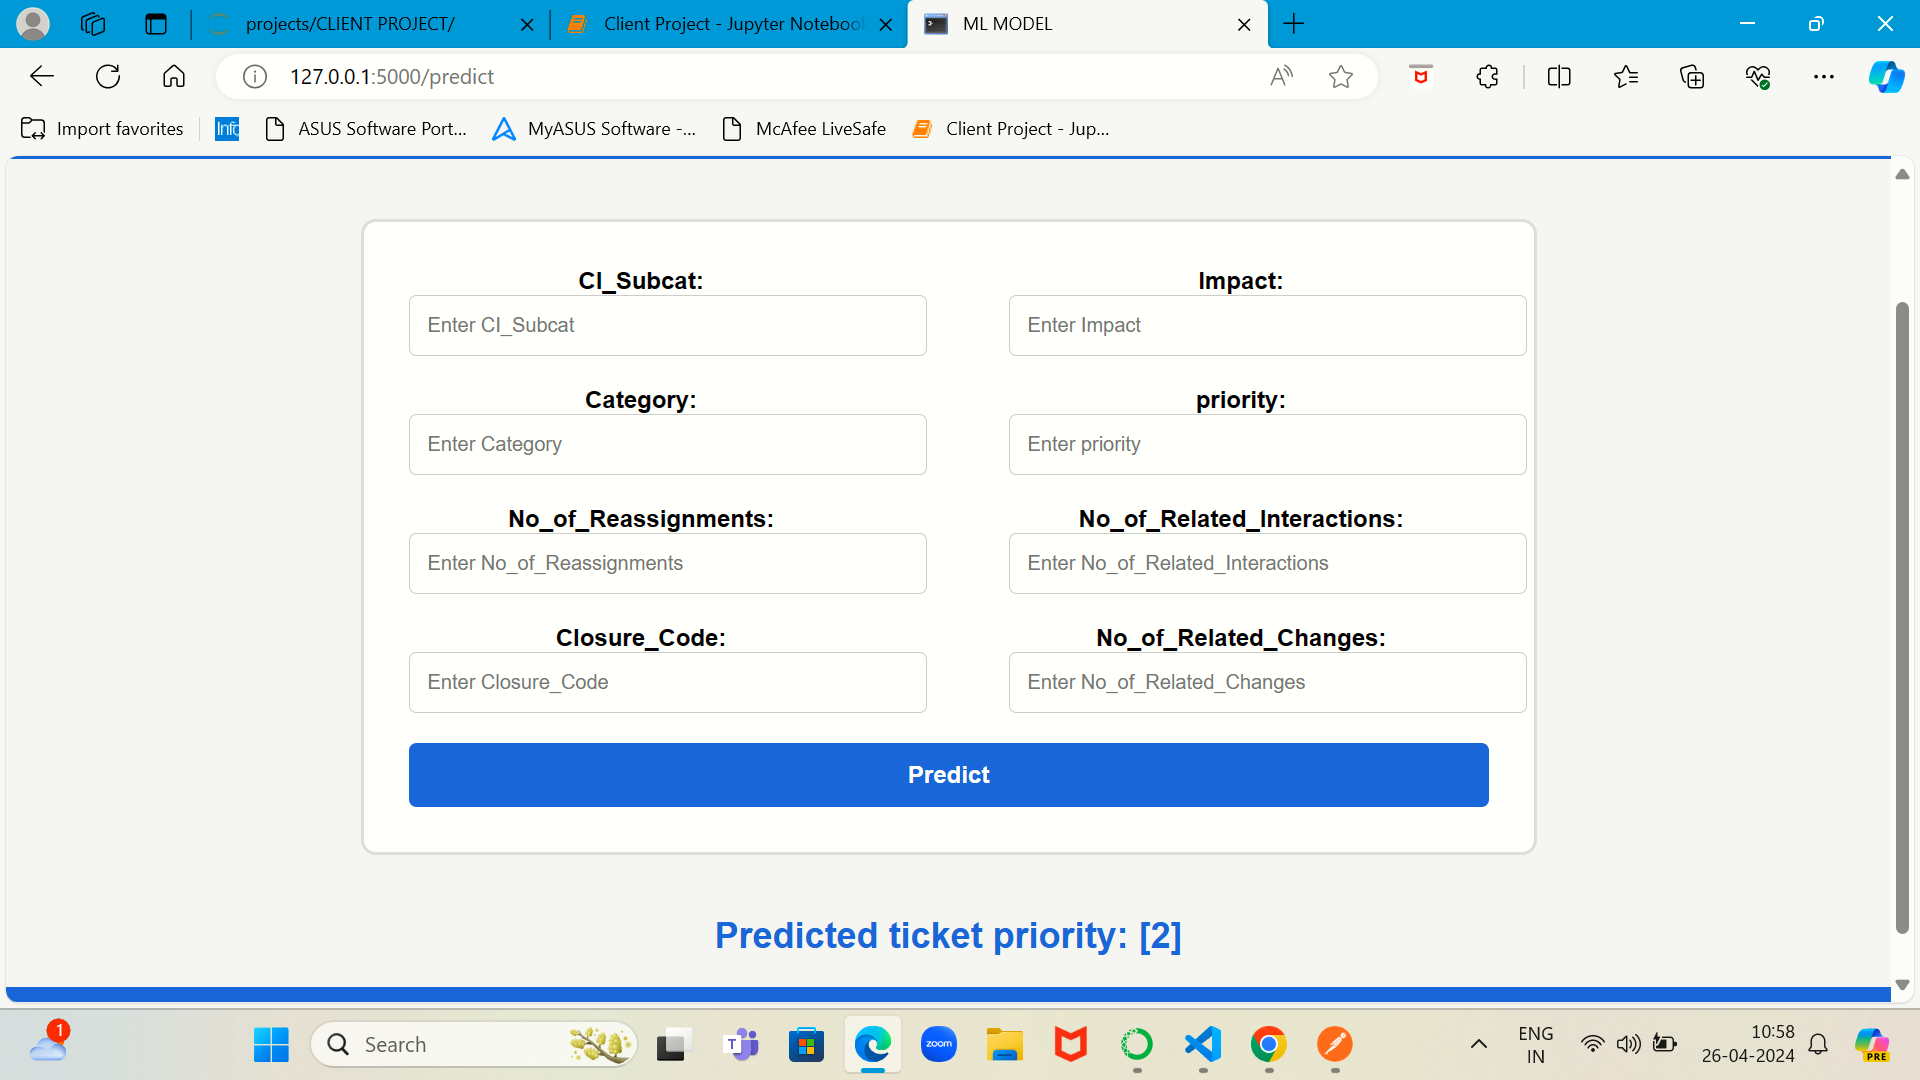 projects/CLIENT PROJECT/
Client Project - Jupyter Noteboo
ML MODEL
127.0.0.1:5000/predict
Import favorites
ASUS Software Port...
MyASUS Software -...
McAfee LiveSafe
Client Project - Jup...
CI_Subcat:
Impact:
Enter CI_Subcat
Enter Impact
Category:
priority:
Enter Category
Enter priority
No_of_Reassignments:
No_of_Related_Interactions:
Enter No_of_Reassignments
Enter No_of_Related_Interactions
Closure_Code:
No_of_Related_Changes:
Enter Closure_Code
Enter No_of_Related_Changes
Predict
Predicted ticket priority: [2]
1
Search
zoom
ENG
IN
10:58
26-04-2024
PRE